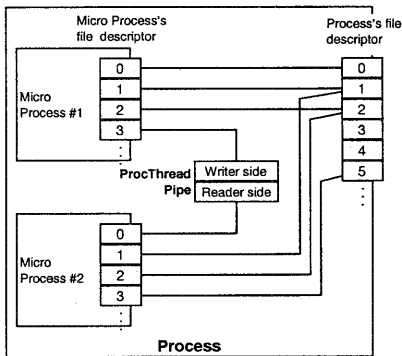 Micro Process's
file descriptor
Process's file
descriptor
Micro
Process #1
0
1
2
3
0
1
2
3
4
5
ProcThread
Pipe
Writer side
Reader side
Micro
Process #2
0
1
2
3
Process